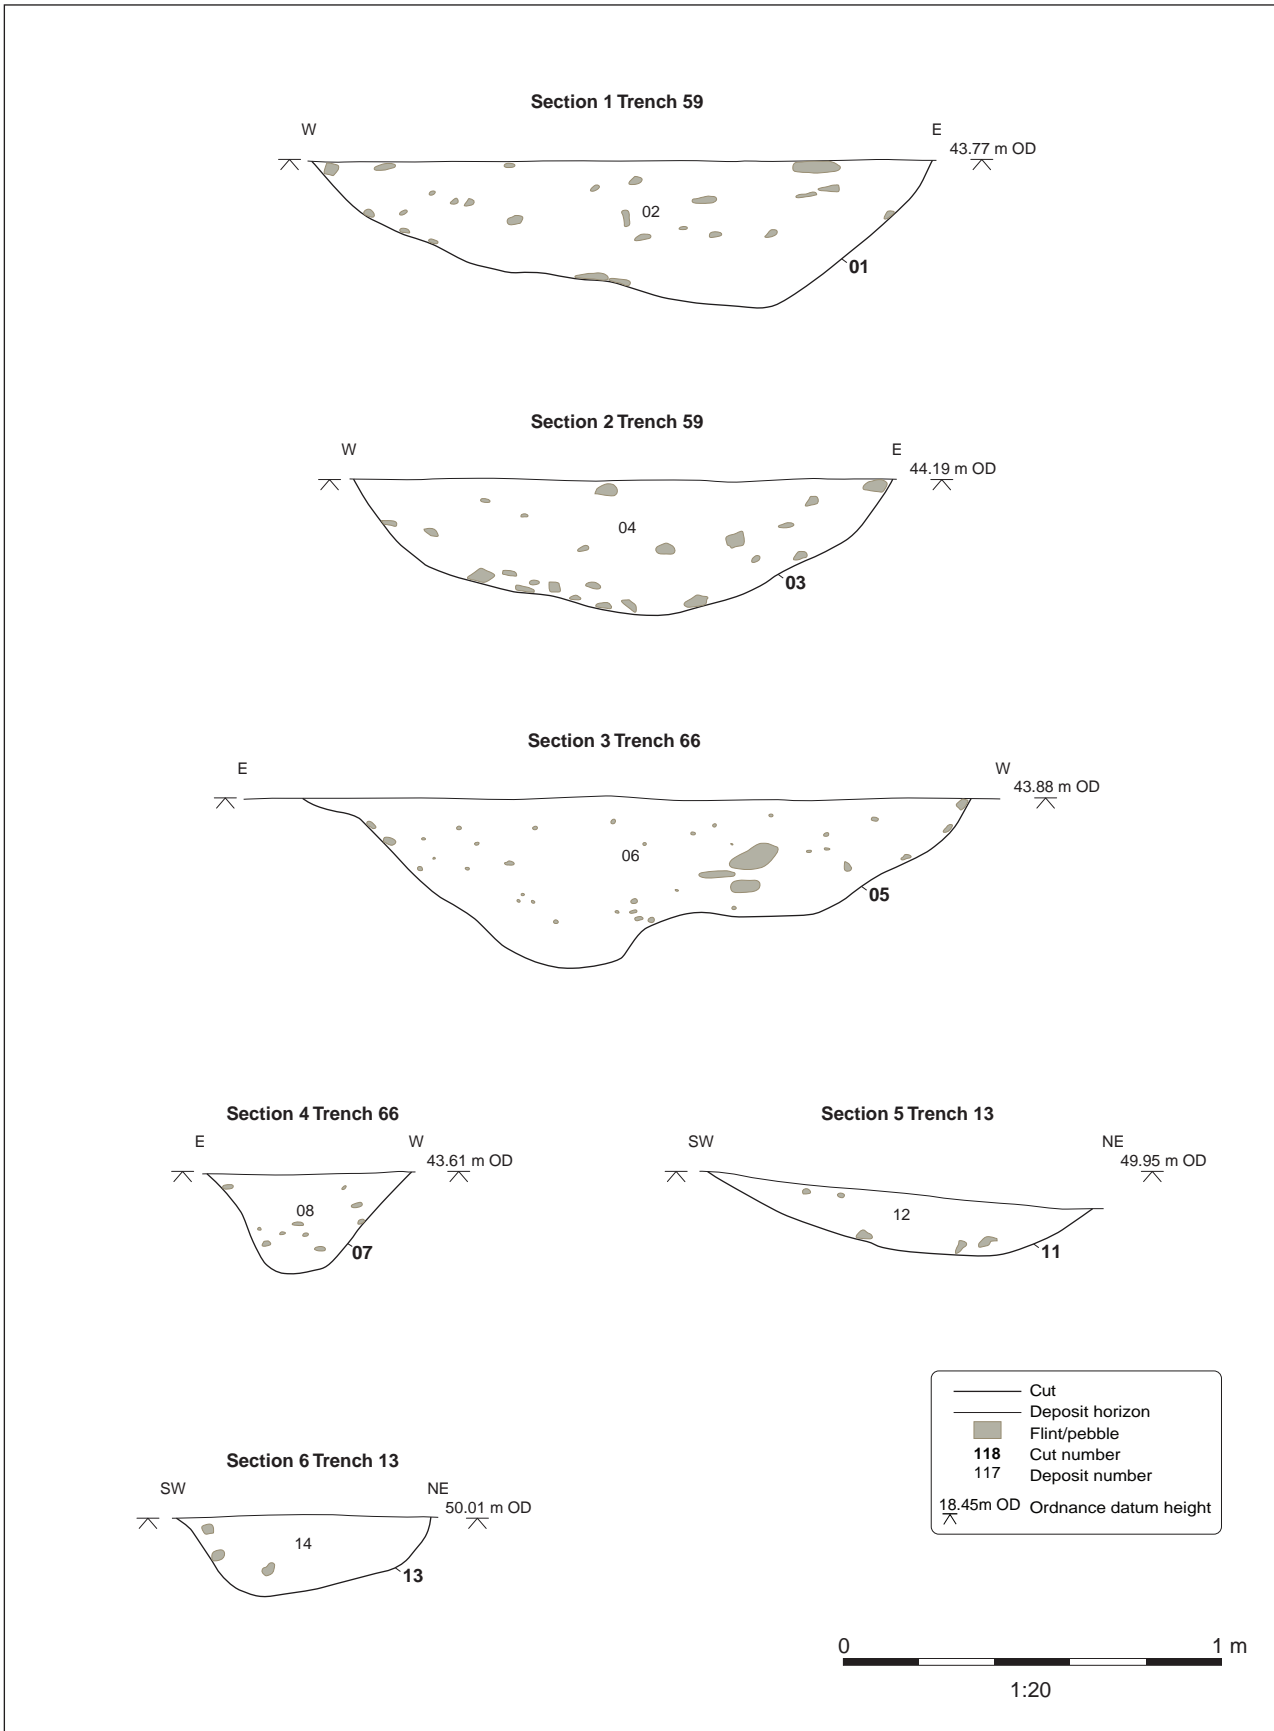 Section 1 Trench 59
W
E
43.77 m OD
02
01
Section 2 Trench 59
W
E
44.19 m OD
04
03
Section 3 Trench 66
E
W
43.88 m OD
06
05
Section 4 Trench 66
E
W
43.61 m OD
08
07
Section 5 Trench 13
SW
NE
49.95 m OD
12
11
Section 6 Trench 13
SW
NE
50.01 m OD
14
13
Cut
Deposit horizon
Flint/pebble
118 Cut number
117 Deposit number
18.45m OD Ordnance datum height
0 1 m
1:20